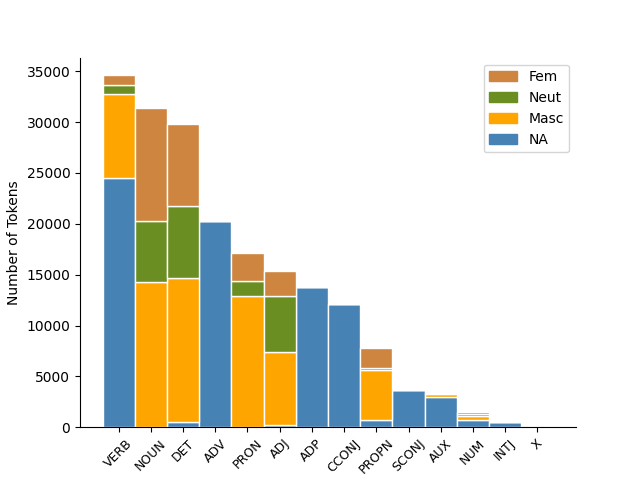 35000
30000
25000
20000
15000
10000
5000
0
Number of Tokens
Fem
Neut
Masc
NA
VERB
NOUN
DET
ADV
PRON
ADJ
ADP
CCONJ
PROPN
SCONJ
AUX
NUM
INTJ
X